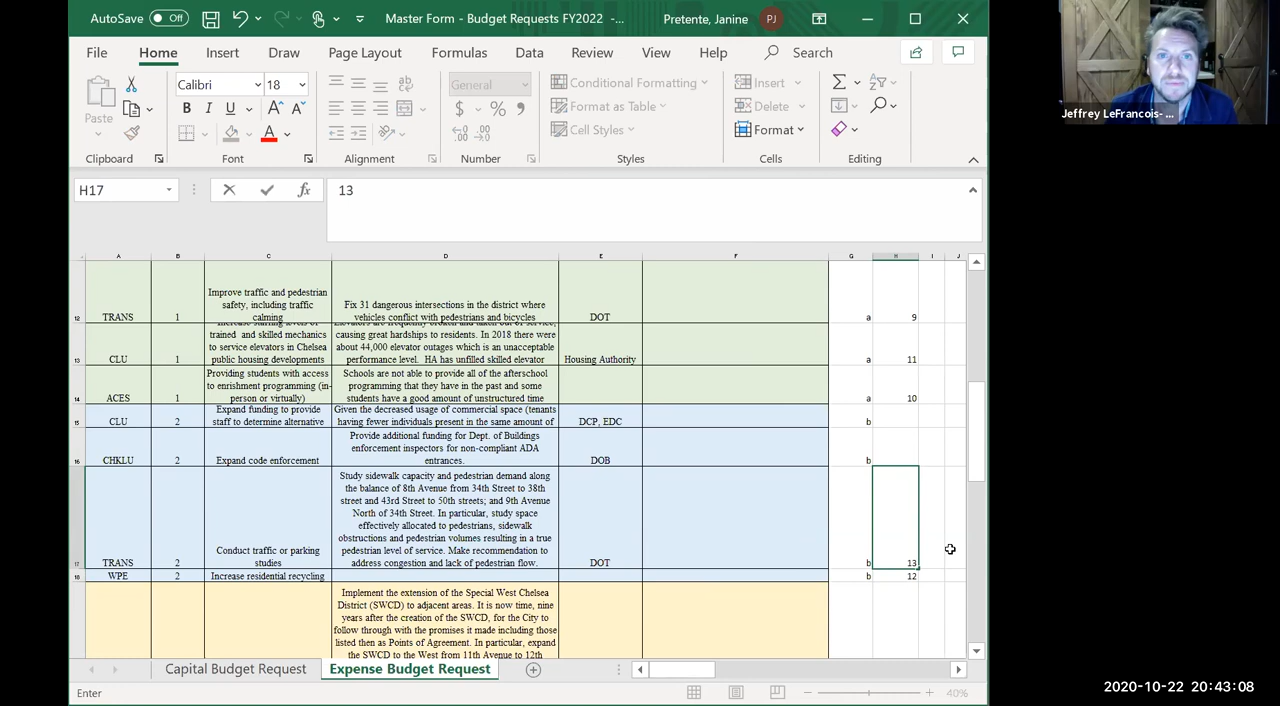 AutoSave Off Master Form - Budget Requests FY2022 -... Pretente, Janine PJ
File Home Insert Draw Page Layout Formulas Data Review View Help Search
Paste
Clipboard
Calibri 18
B I U A A
A
Font
ab
Alignment
General
$ % ,
Number
Conditional Formatting
Format as Table
Cell Styles
Styles
Insert
Delete
Format
Cells
Editing
H17 fx 13
A B C D E F G H I J
12 TRANS 1 Improve traffic and pedestrian safety, including traffic calming Fix 31 dangerous intersections in the district where vehicles conflict with pedestrians and bicycles DOT a 9
13 CLU 1 Increase staffing levels of trained and skilled mechanics to service elevators in Chelsea public housing developments Elevators are frequently broken and taken out of service, causing great hardships to residents. In 2018 there were about 44,000 elevator outages which is an unacceptable performance level. HA has unfilled skilled elevator Housing Authority a 11
14 ACES 1 Providing students with access to enrishment programming (in-person or virtually) Schools are not able to provide all of the afterschool programming that they have in the past and some students have a good amount of unstructured time a 10
15 CLU 2 Expand funding to provide staff to determine alternative Given the decreased usage of commercial space (tenants having fewer individuals present in the same amount of DCP, EDC b
16 CHKLU 2 Expand code enforcement Provide additional funding for Dept. of Buildings enforcement inspectors for non-compliant ADA entrances. DOB b
17 TRANS 2 Conduct traffic or parking studies Study sidewalk capacity and pedestrian demand along the balance of 8th Avenue from 34th Street to 38th street and 43rd Street to 50th streets; and 9th Avenue North of 34th Street. In particular, study space effectively allocated to pedestrians, sidewalk obstructions and pedestrian volumes resulting in a true pedestrian level of service. Make recommendation to address congestion and lack of pedestrian flow. DOT b 13
18 WPE 2 Increase residential recycling b 12
Implement the extension of the Special West Chelsea District (SWCD) to adjacent areas. It is now time, nine years after the creation of the SWCD, for the City to follow through with the promises it made including those listed then as Points of Agreement. In particular, expand the SWCD to the West from 11th Avenue to 12th
Capital Budget Request Expense Budget Request
Enter 40%
Jeffrey LeFrancois- ...
2020-10-22 20:43:08